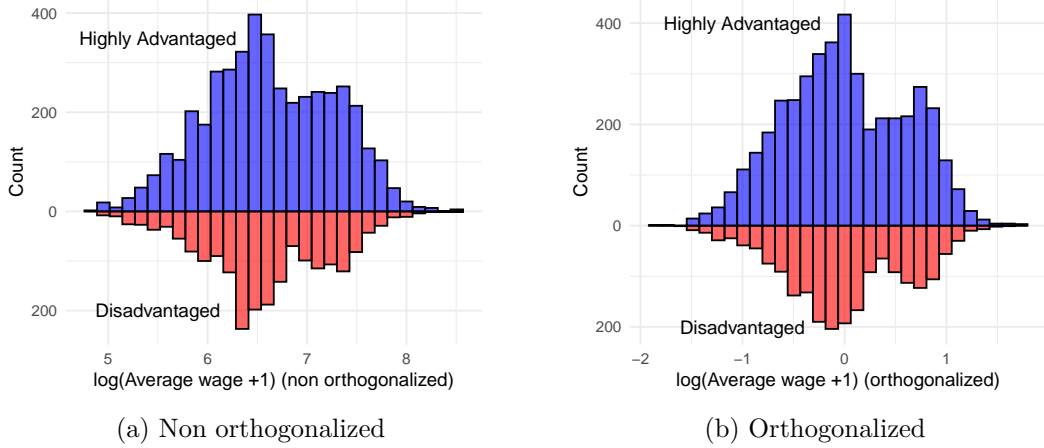 400
200
0
200
Count
Highly Advantaged
Disadvantaged
5 6 7 8
log(Average wage +1) (non orthogonalized)
(a) Non orthogonalized
400
200
0
200
Count
Highly Advantaged
Disadvantaged
−2 −1 0 1
log(Average wage +1) (orthogonalized)
(b) Orthogonalized